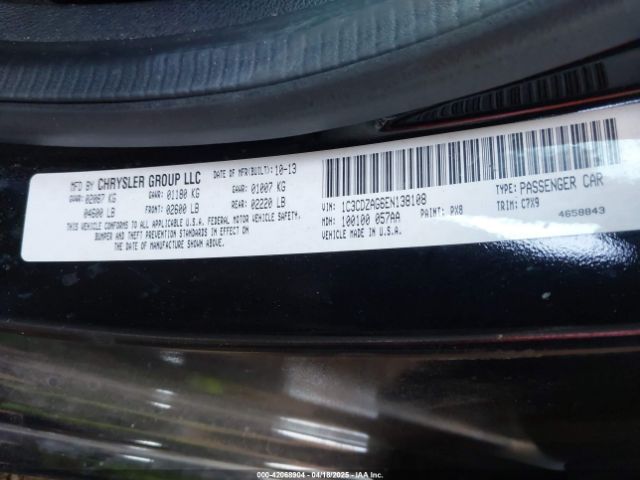 MFD BY CHRYSLER GROUP LLC DATE OF MFR(BUILT): 10-13
GVWR: 02087 KG GAWR: 01180 KG GAWR: 01007 KG
04600 LB FRONT: 02600 LB REAR: 02220 LB
THIS VEHICLE CONFORMS TO ALL APPLICABLE U.S.A. FEDERAL MOTOR VEHICLE SAFETY,
BUMPER AND THEFT PREVENTION STANDARDS IN EFFECT ON
THE DATE OF MANUFACTURE SHOWN ABOVE.
VIN: 1C3CDZAG6EN138108 TYPE: PASSENGER CAR
MDH: 100100 057AA PAINT: PX8 TRIM: C7X9
VEHICLE MADE IN U.S.A. 4658843
000-42068904 - 04/18/2025 - IAA Inc.